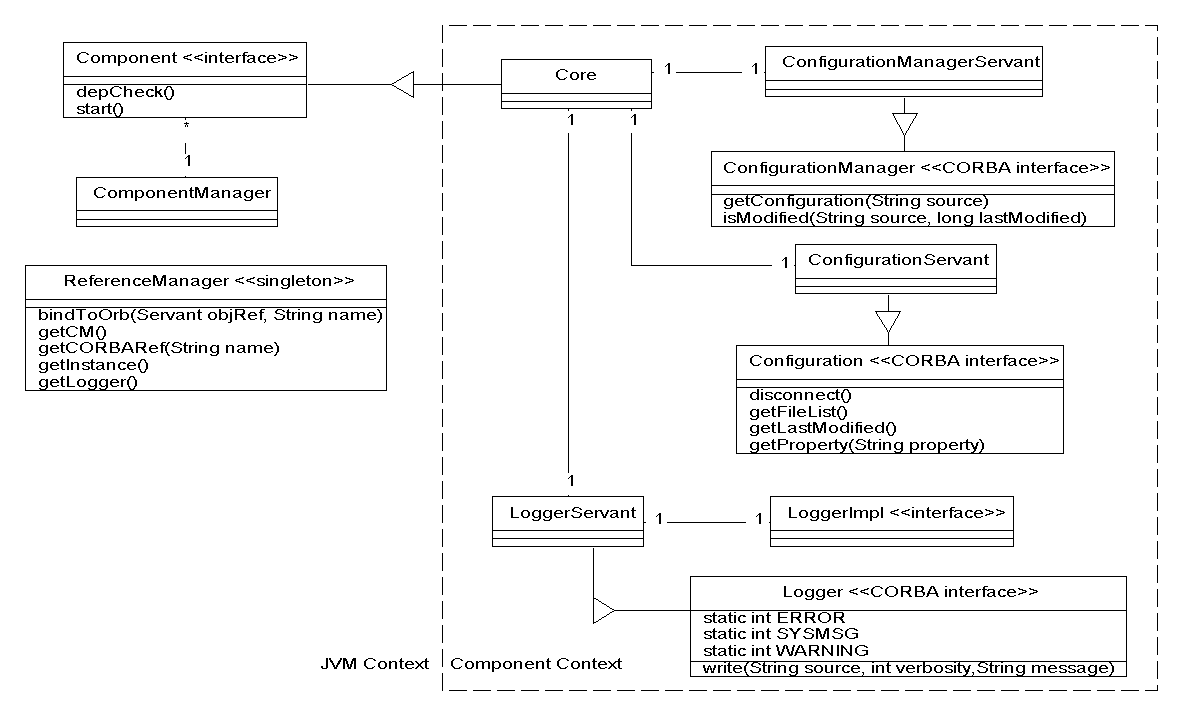 Component <<interface>>
depCheck()
start()
*
1
ComponentManager
ReferenceManager <<singleton>>
bindToOrb(Servant objRef, String name)
getCM()
getCORBARef(String name)
getInstance()
getLogger()
Core
1
1
1
1
ConfigurationManagerServant
ConfigurationManager <<CORBA interface>>
getConfiguration(String source)
isModified(String source, long lastModified)
1
ConfigurationServant
Configuration <<CORBA interface>>
disconnect()
getFileList()
getLastModified()
getProperty(String property)
1
LoggerServant
1
1
LoggerImpl <<interface>>
Logger <<CORBA interface>>
static int ERROR
static int SYSMSG
static int WARNING
write(String source, int verbosity,String message)
JVM Context
Component Context